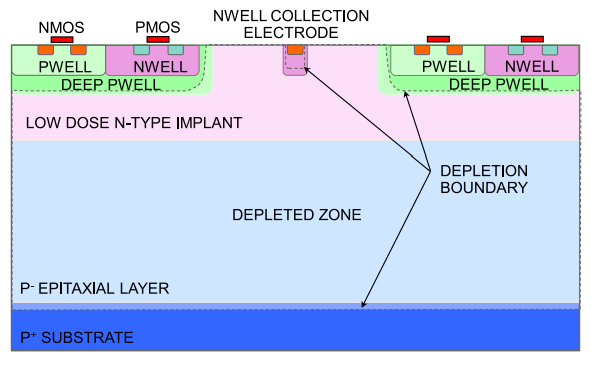 NWELL COLLECTION
ELECTRODE
NMOS
PMOS
PWELL
NWELL
DEEP PWELL
PWELL
NWELL
DEEP PWELL
LOW DOSE N-TYPE IMPLANT
DEPLETION
BOUNDARY
DEPLETED ZONE
P- EPITAXIAL LAYER
P+ SUBSTRATE